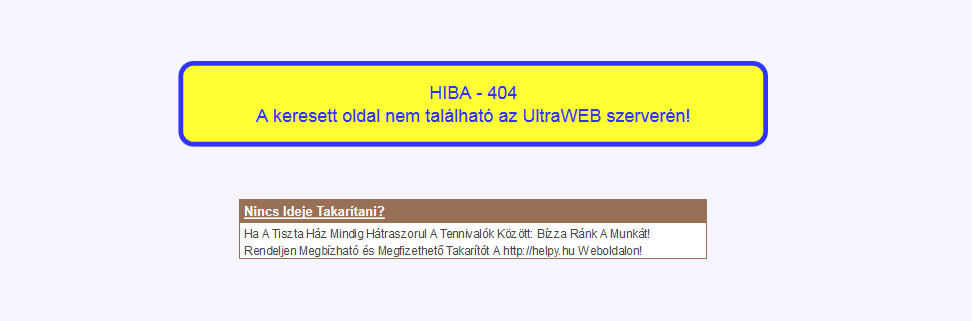 HIBA - 404
A keresett oldal nem található az UltraWEB szerverén!
Nincs Ideje Takarítani?
Ha A Tiszta Ház Mindig Hátraszorul A Tennivalók Között: Bízza Ránk A Munkát!
Rendeljen Megbízható és Megfizethető Takarítót A http://helpy.hu Weboldalon!